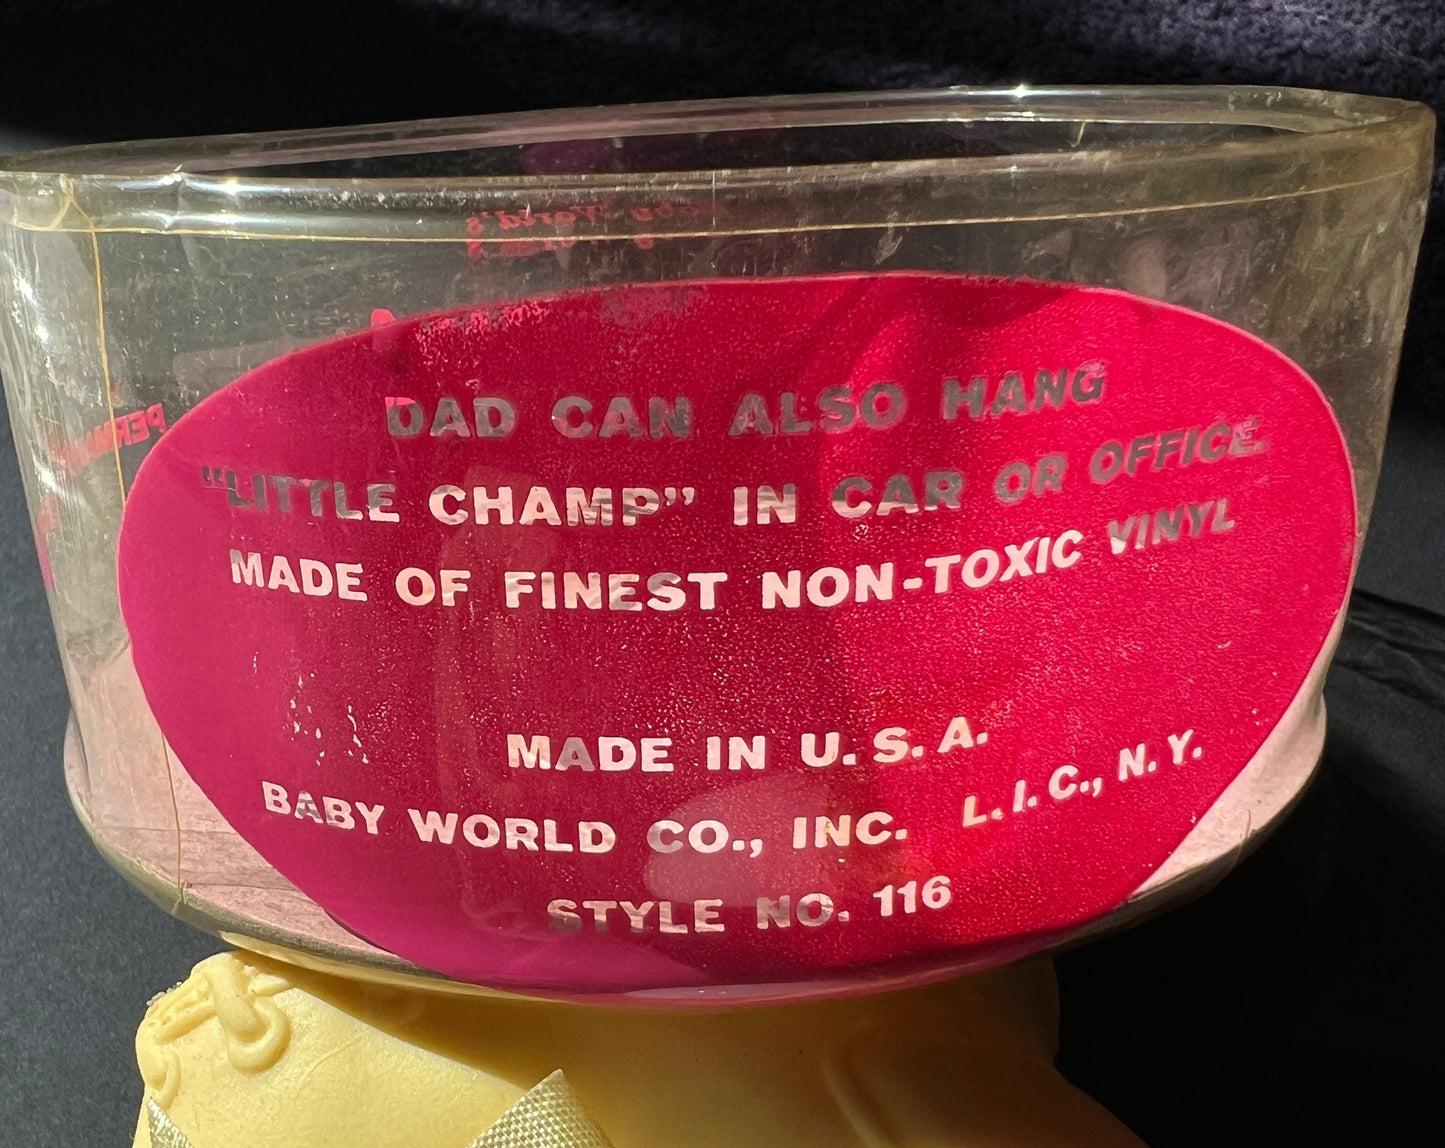 DAD CAN ALSO HANG
"LITTLE CHAMP" IN CAR OR OFFICE.
MADE OF FINEST NON-TOXIC VINYL
MADE IN U.S.A.
BABY WORLD CO., INC. L.I.C., N.Y.
STYLE NO. 116